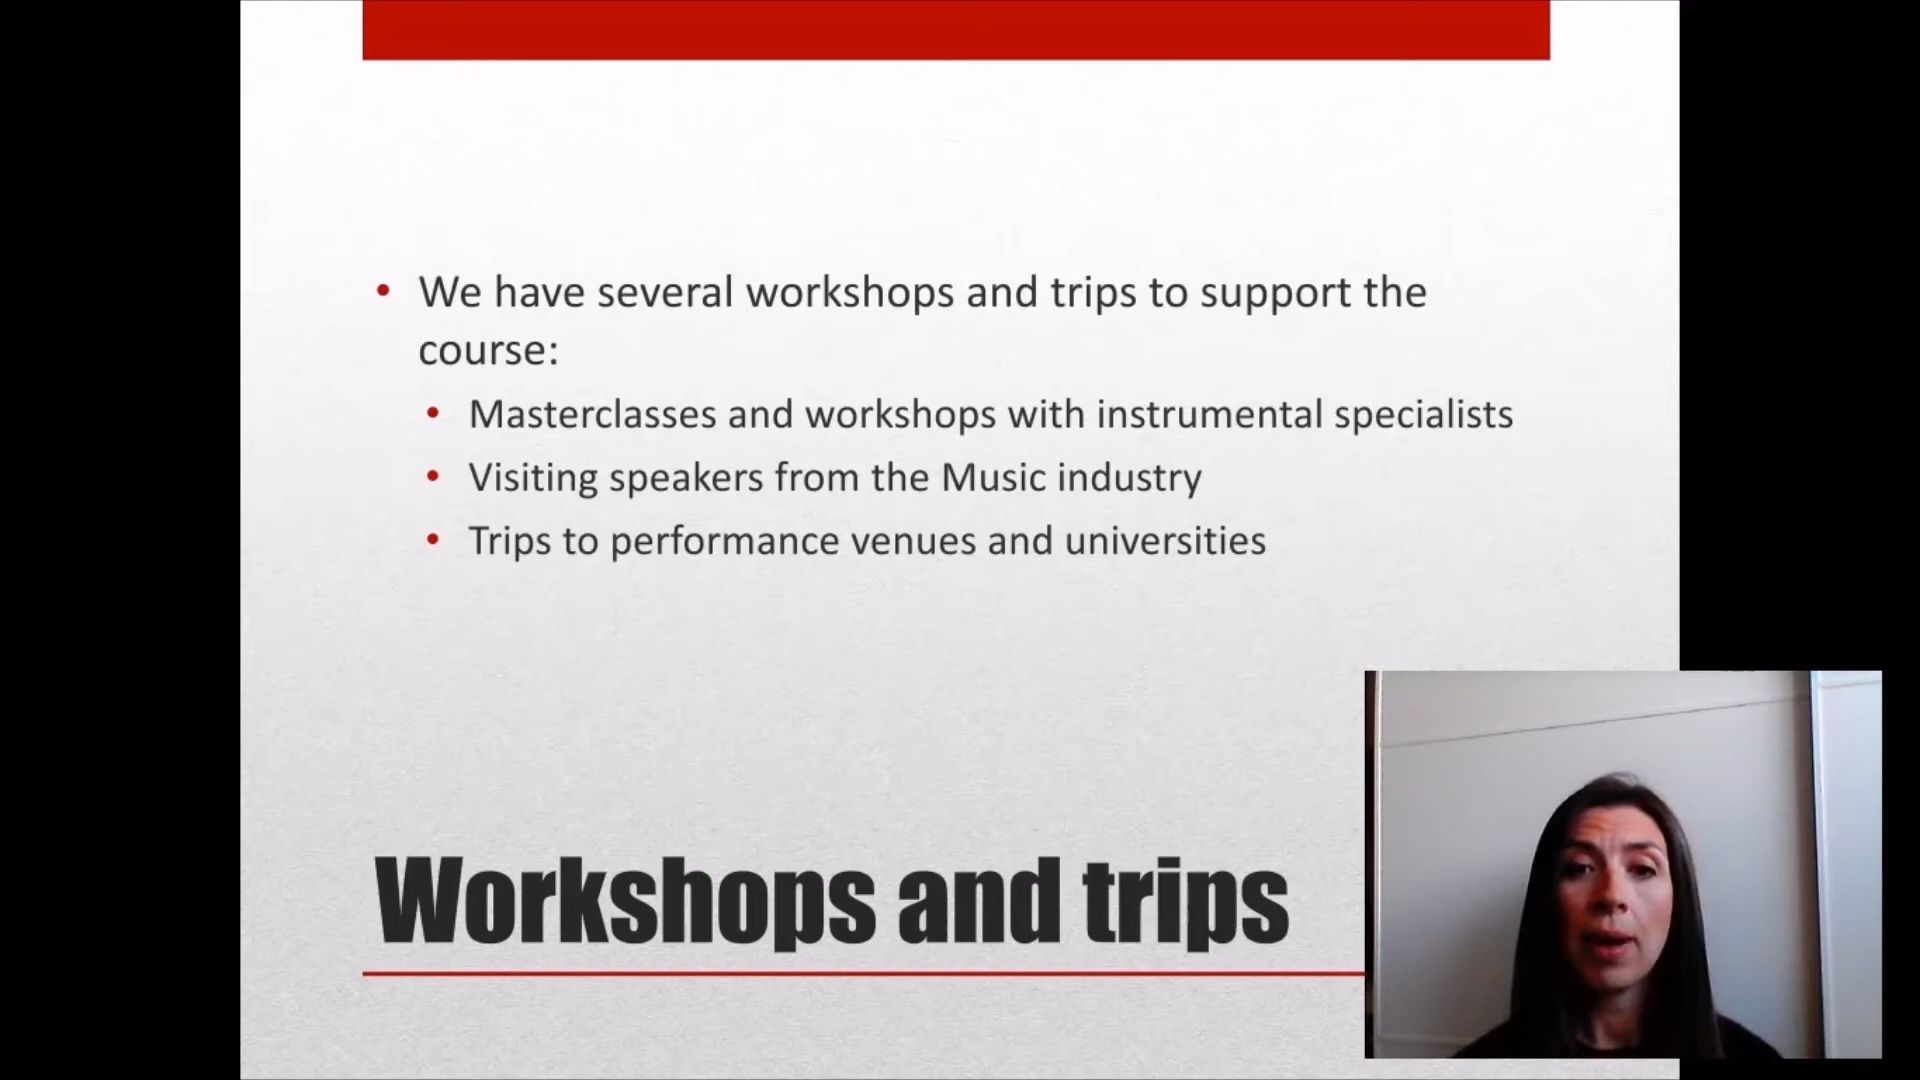 We have several workshops and trips to support the
course:
Masterclasses and workshops with instrumental specialists
Visiting speakers from the Music industry
Trips to performance venues and universities
Workshops and trips